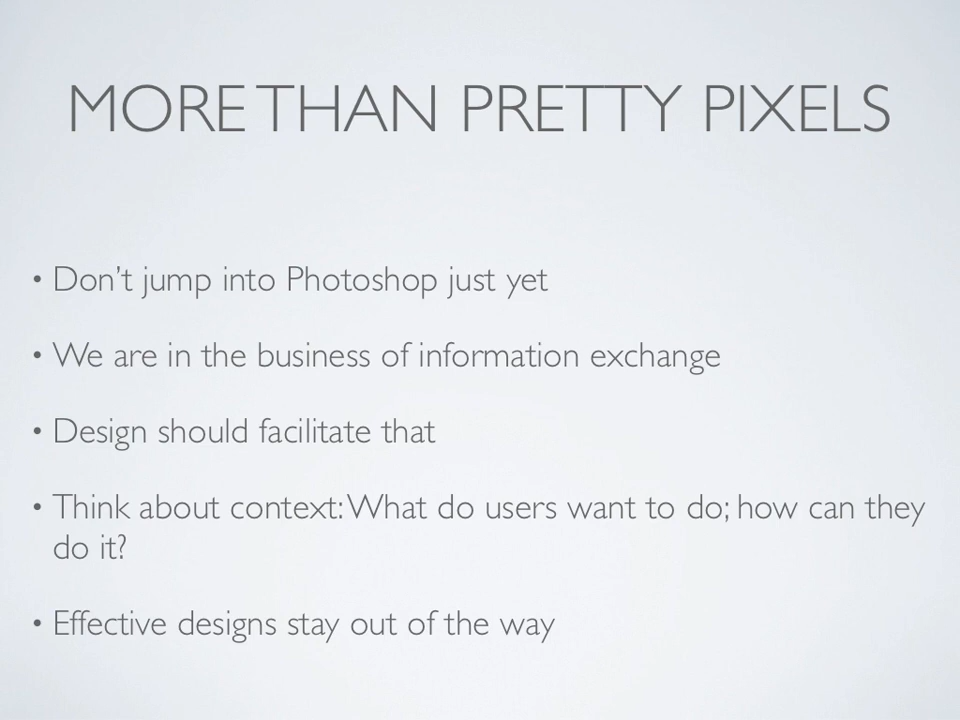 MORE THAN PRETTY PIXELS
• Don’t jump into Photoshop just yet
• We are in the business of information exchange
• Design should facilitate that
• Think about context: What do users want to do; how can they
do it?
• Effective designs stay out of the way